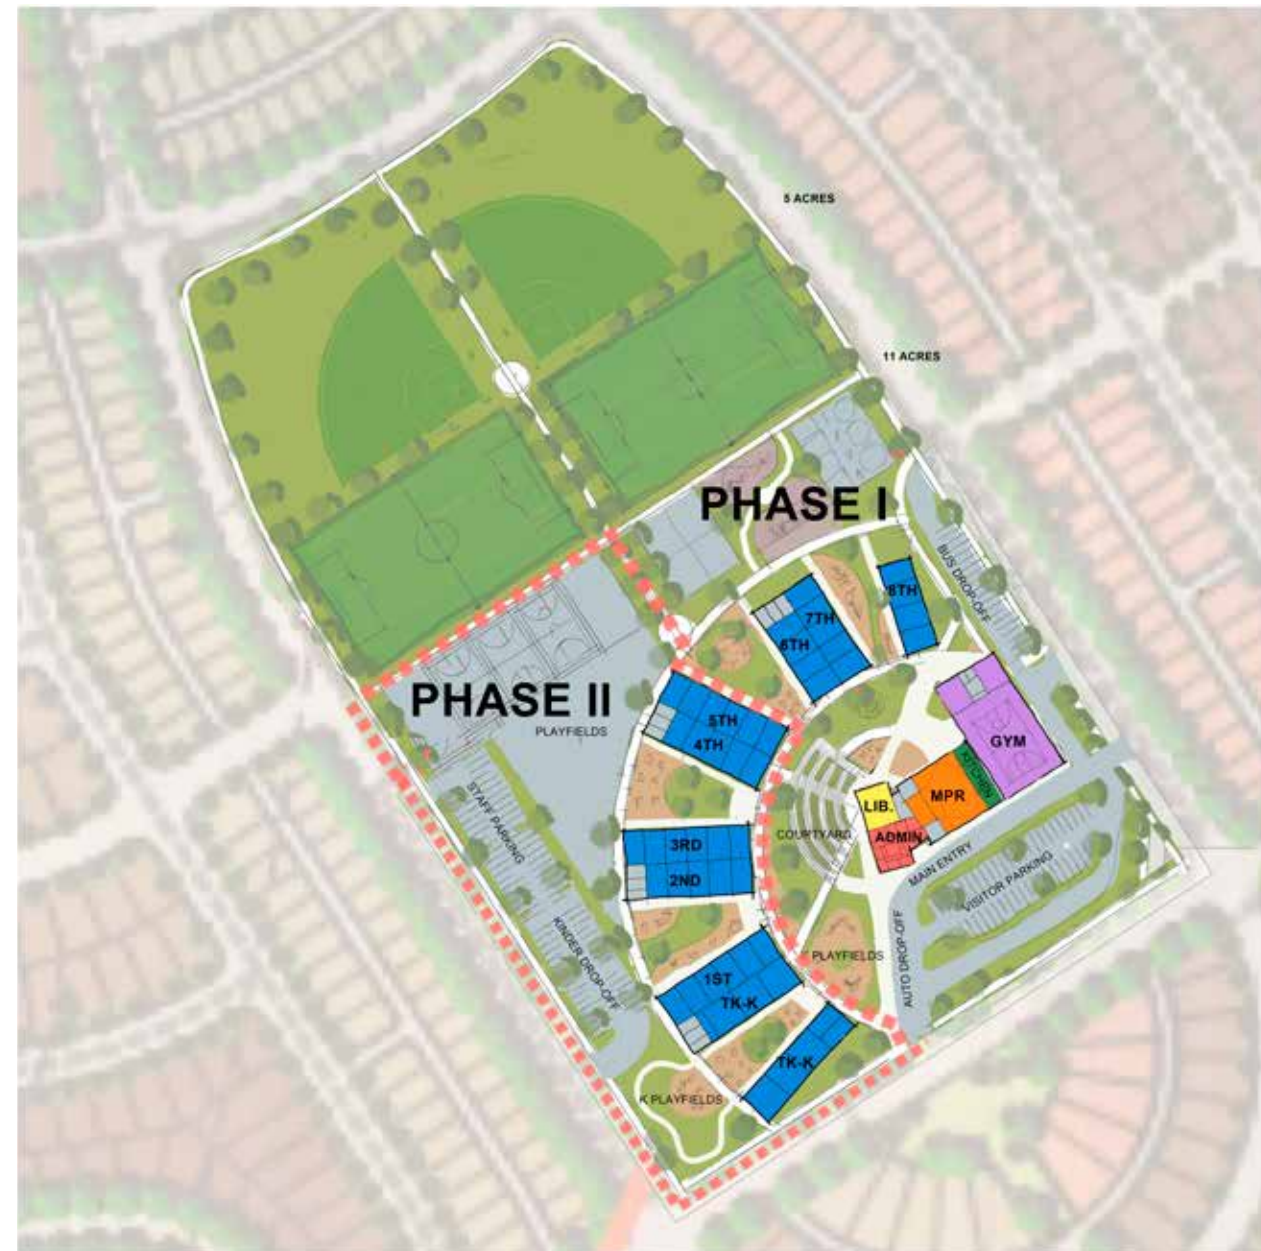 5 ACRES
11 ACRES
PHASE I
BUS DROP-OFF
8TH
7TH
6TH
PHASE II
PLAYFIELDS
5TH
4TH
GYM
KITCHEN
MPR
LIB.
ADMIN
COURTYARD
STAFF PARKING
3RD
2ND
MAIN ENTRY
VISITOR PARKING
KINDER DROP-OFF
PLAYFIELDS
AUTO DROP-OFF
1ST
TK-K
TK-K
K PLAYFIELDS